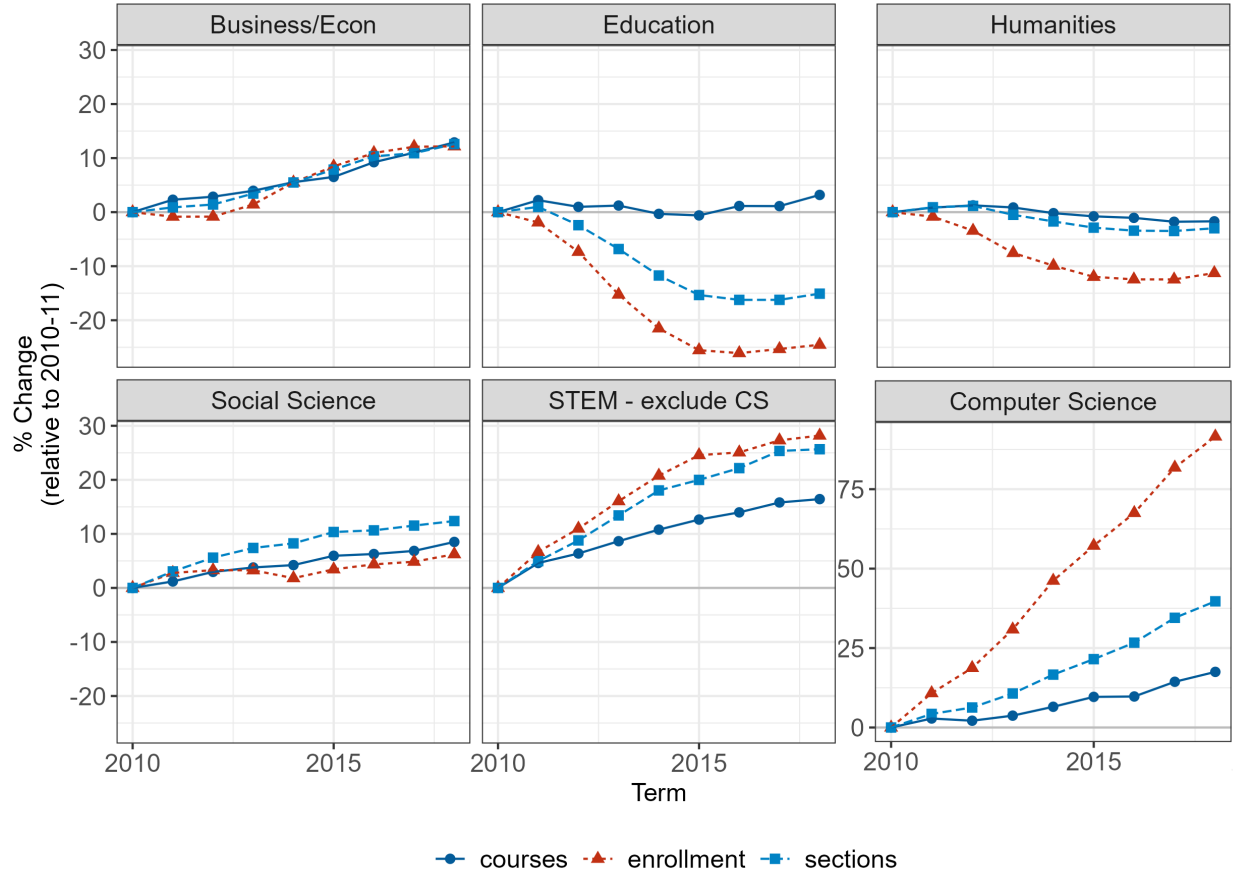 Business/Econ
Education
Humanities
30
20
10
0
-10
-20
% Change
(relative to 2010-11)
Social Science
STEM - exclude CS
Computer Science
30
20
10
0
-10
-20
75
50
25
0
2010
2015
2010
2015
2010
2015
Term
courses
enrollment
sections